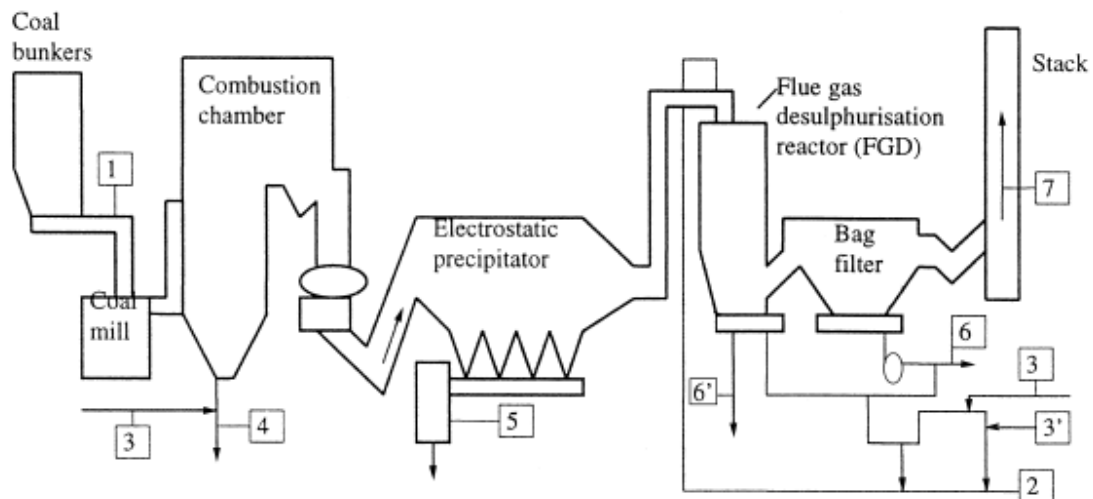 Coal
bunkers
Combustion
chamber
Flue gas
desulphurisation
reactor (FGD)
Stack
1
7
Electrostatic
precipitator
Bag
filter
Coal
mill
6
3
6'
3
4
5
3'
2